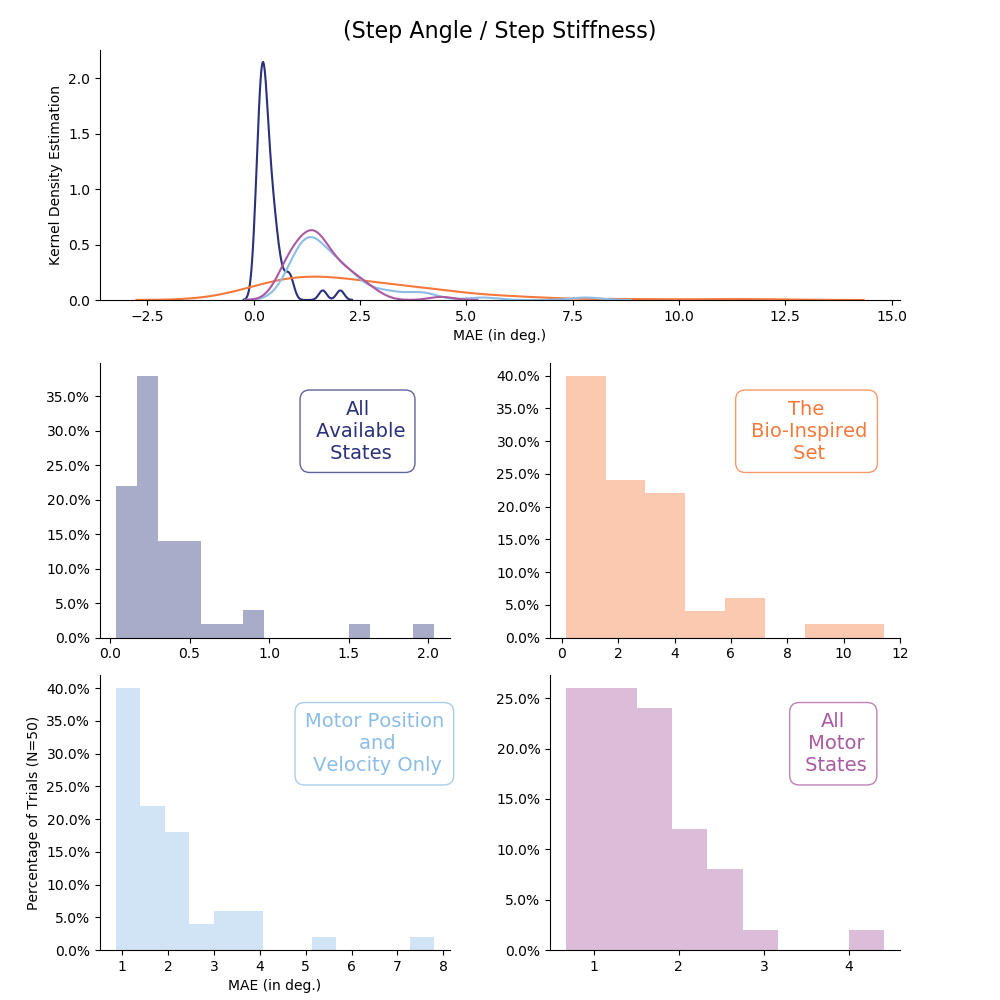 (Step Angle / Step Stiffness)
Kernel Density Estimation
2.0
1.5
1.0
0.5
0.0
−2.5 0.0 2.5 5.0 7.5 10.0 12.5 15.0
MAE (in deg.)
35.0%
30.0%
25.0%
20.0%
15.0%
10.0%
5.0%
0.0%
0.0 0.5 1.0 1.5 2.0
All
Available
States
40.0%
35.0%
30.0%
25.0%
20.0%
15.0%
10.0%
5.0%
0.0%
0 2 4 6 8 10 12
The
Bio-Inspired
Set
Percentage of Trials (N=50)
40.0%
35.0%
30.0%
25.0%
20.0%
15.0%
10.0%
5.0%
0.0%
1 2 3 4 5 6 7 8
MAE (in deg.)
Motor Position
and
Velocity Only
25.0%
20.0%
15.0%
10.0%
5.0%
0.0%
1 2 3 4
All
Motor
States